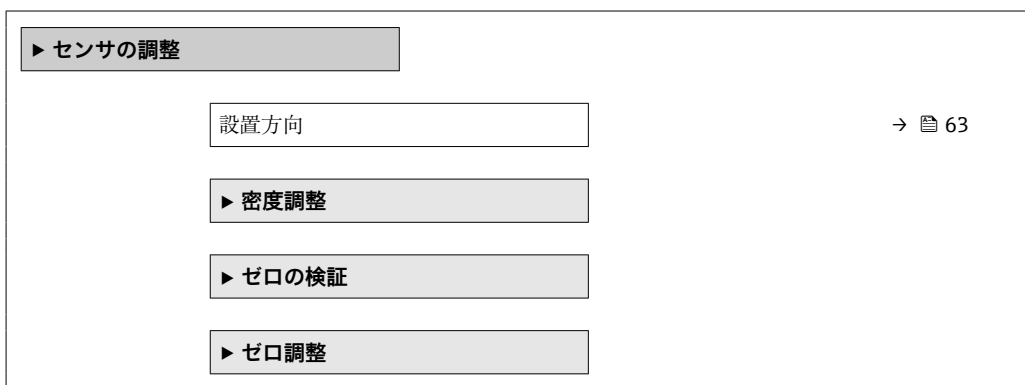 ▶ センサの調整
設置方向 → 63
▶ 密度調整
▶ ゼロの検証
▶ ゼロ調整